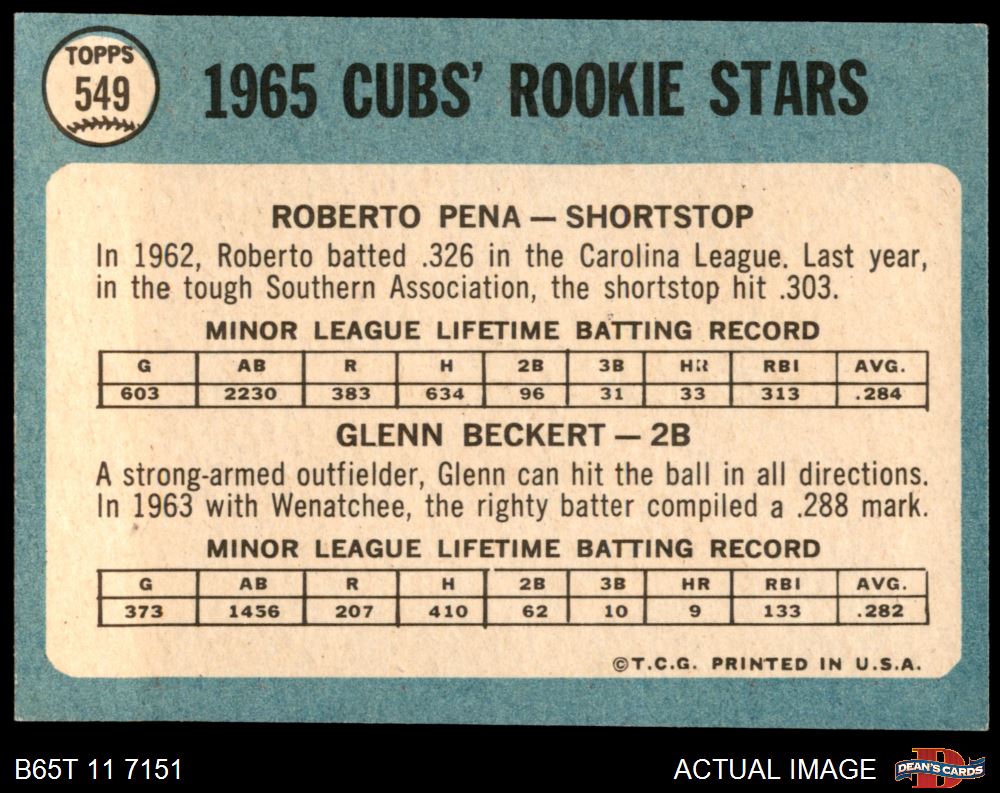 TOPPS
549
1965 CUBS' ROOKIE STARS
ROBERTO PENA — SHORTSTOP
In 1962, Roberto batted .326 in the Carolina League. Last year,
in the tough Southern Association, the shortstop hit .303.
MINOR LEAGUE LIFETIME BATTING RECORD
G AB R H 2B 3B HR RBI AVG.
603 2230 383 634 96 31 33 313 .284
GLENN BECKERT — 2B
A strong-armed outfielder, Glenn can hit the ball in all directions.
In 1963 with Wenatchee, the righty batter compiled a .288 mark.
MINOR LEAGUE LIFETIME BATTING RECORD
G AB R H 2B 3B HR RBI AVG.
373 1456 207 410 62 10 9 133 .282
©T.C.G. PRINTED IN U.S.A.
B65T 11 7151
ACTUAL IMAGE
DEAN'S CARDS